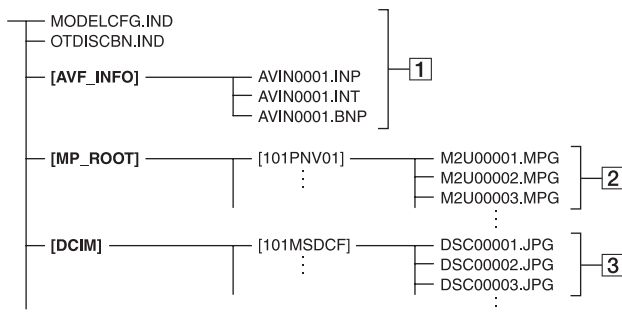 MODELCFG.IND
OTDISCBN.IND
[AVF_INFO] AVIN0001.INP 1
AVIN0001.INT
AVIN0001.BNP
[MP_ROOT] [101PNV01] M2U00001.MPG
M2U00002.MPG 2
M2U00003.MPG
[DCIM] [101MSDCF] DSC00001.JPG
DSC00002.JPG 3
DSC00003.JPG